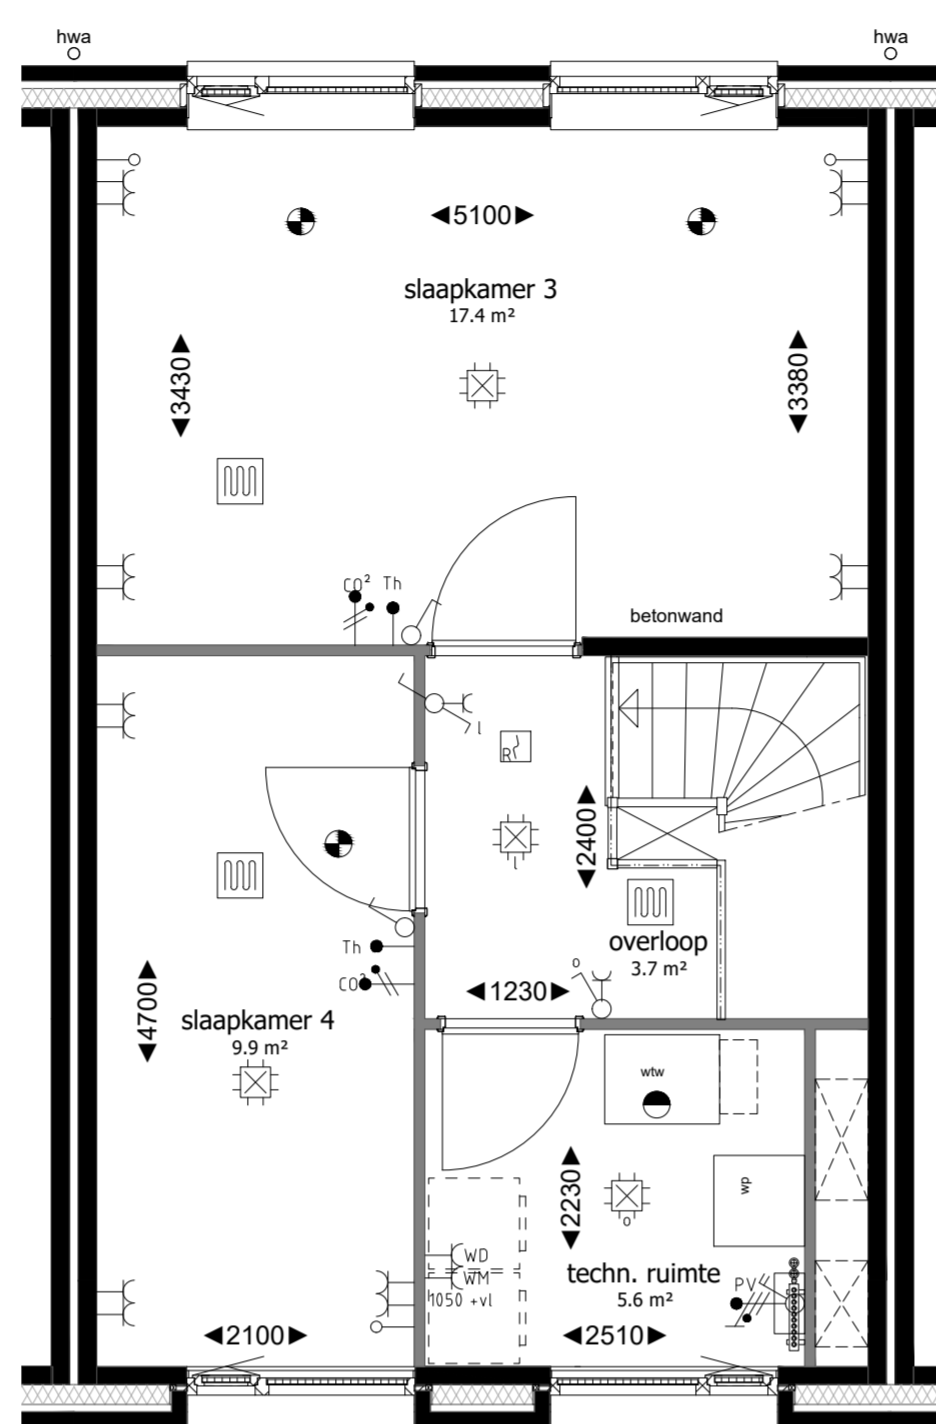 hwa
hwa
5100
slaapkamer 3
17.4 m²
3430
3380
CO² Th
betonwand
l
R
2400
l
overloop
3.7 m²
Th
CO²
o
1230
4700
slaapkamer 4
9.9 m²
wtw
wp
2230
o
WD
WM
1050 +vl
techn. ruimte
5.6 m²
PV
2100
2510